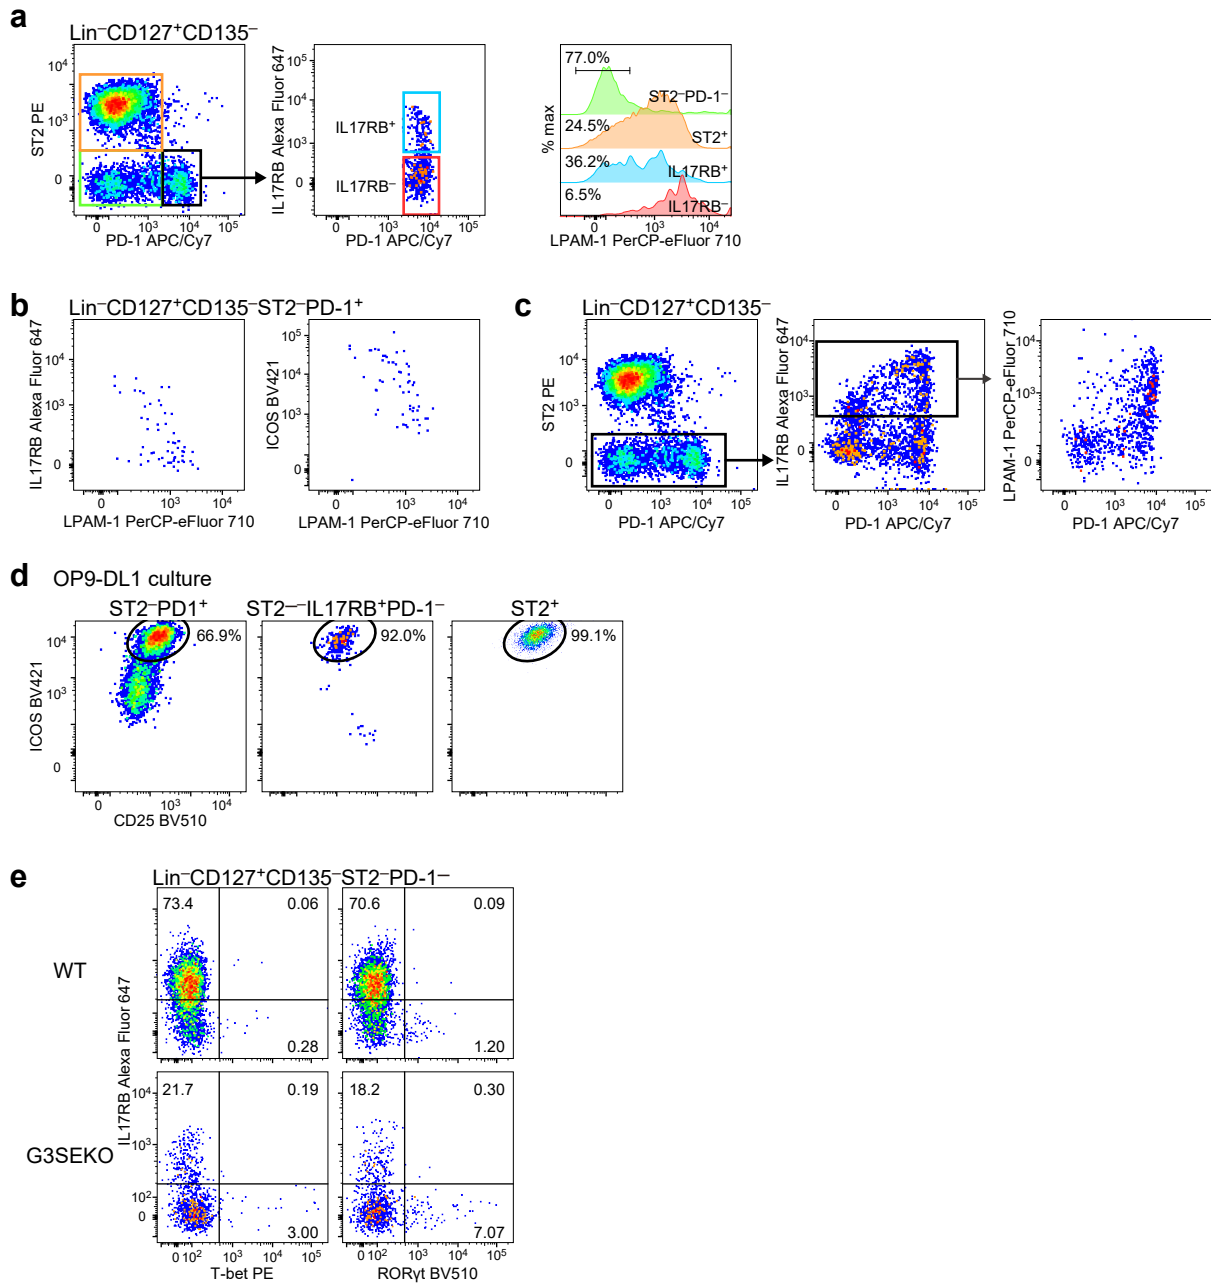 a
Lin–CD127+CD135–
ST2 PE
10⁴
10³
0
0
10³
10⁴
10⁵
PD-1 APC/Cy7
IL17RB Alexa Fluor 647
10⁵
10⁴
10³
0
IL17RB+
IL17RB–
0
10³
10⁴
10⁵
PD-1 APC/Cy7
% max
77.0%
ST2–PD-1–
24.5%
ST2+
36.2%
IL17RB+
6.5%
IL17RB–
0
10³
10⁴
LPAM-1 PerCP-eFluor 710
b
Lin–CD127+CD135–ST2–PD-1+
IL17RB Alexa Fluor 647
10⁴
10³
0
0
10³
10⁴
LPAM-1 PerCP-eFluor 710
ICOS BV421
10⁵
10⁴
10³
0
0
10³
10⁴
LPAM-1 PerCP-eFluor 710
c
Lin–CD127+CD135–
ST2 PE
10⁴
10³
0
0
10³
10⁴
10⁵
PD-1 APC/Cy7
IL17RB Alexa Fluor 647
10⁴
10³
0
0
10³
10⁴
10⁵
PD-1 APC/Cy7
LPAM-1 PerCP-eFluor 710
10⁴
10³
0
0
10³
10⁴
10⁵
PD-1 APC/Cy7
d
OP9-DL1 culture
ST2–PD1+
ST2––IL17RB+PD-1–
ST2+
66.9%
92.0%
99.1%
ICOS BV421
10⁴
10³
0
0
10³
10⁴
CD25 BV510
e
Lin–CD127+CD135–ST2–PD-1–
WT
73.4
0.06
0.28
70.6
0.09
1.20
IL17RB Alexa Fluor 647
G3SEKO
10⁴
10³
10²
0
21.7
0.19
3.00
18.2
0.30
7.07
0 10²
10³
10⁴
10⁵
T-bet PE
0 10²
10³
10⁴
10⁵
RORγt BV510